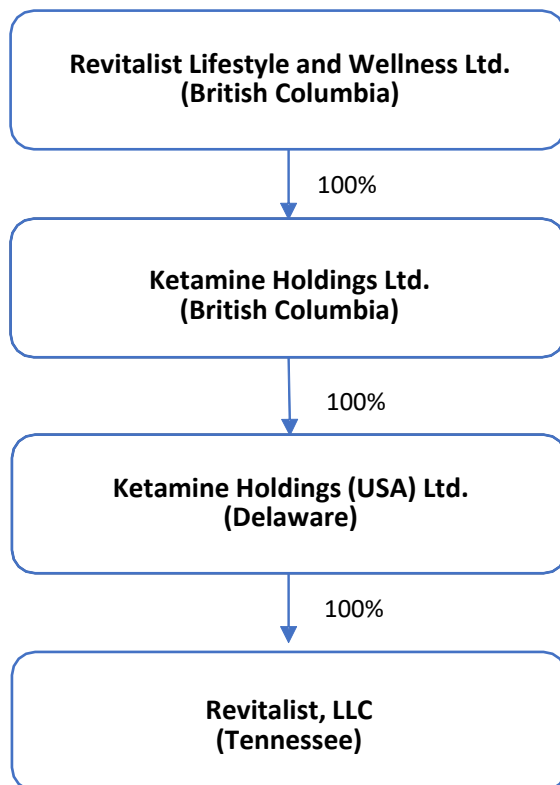 Revitalist Lifestyle and Wellness Ltd.
(British Columbia)
100%
Ketamine Holdings Ltd.
(British Columbia)
100%
Ketamine Holdings (USA) Ltd.
(Delaware)
100%
Revitalist, LLC
(Tennessee)